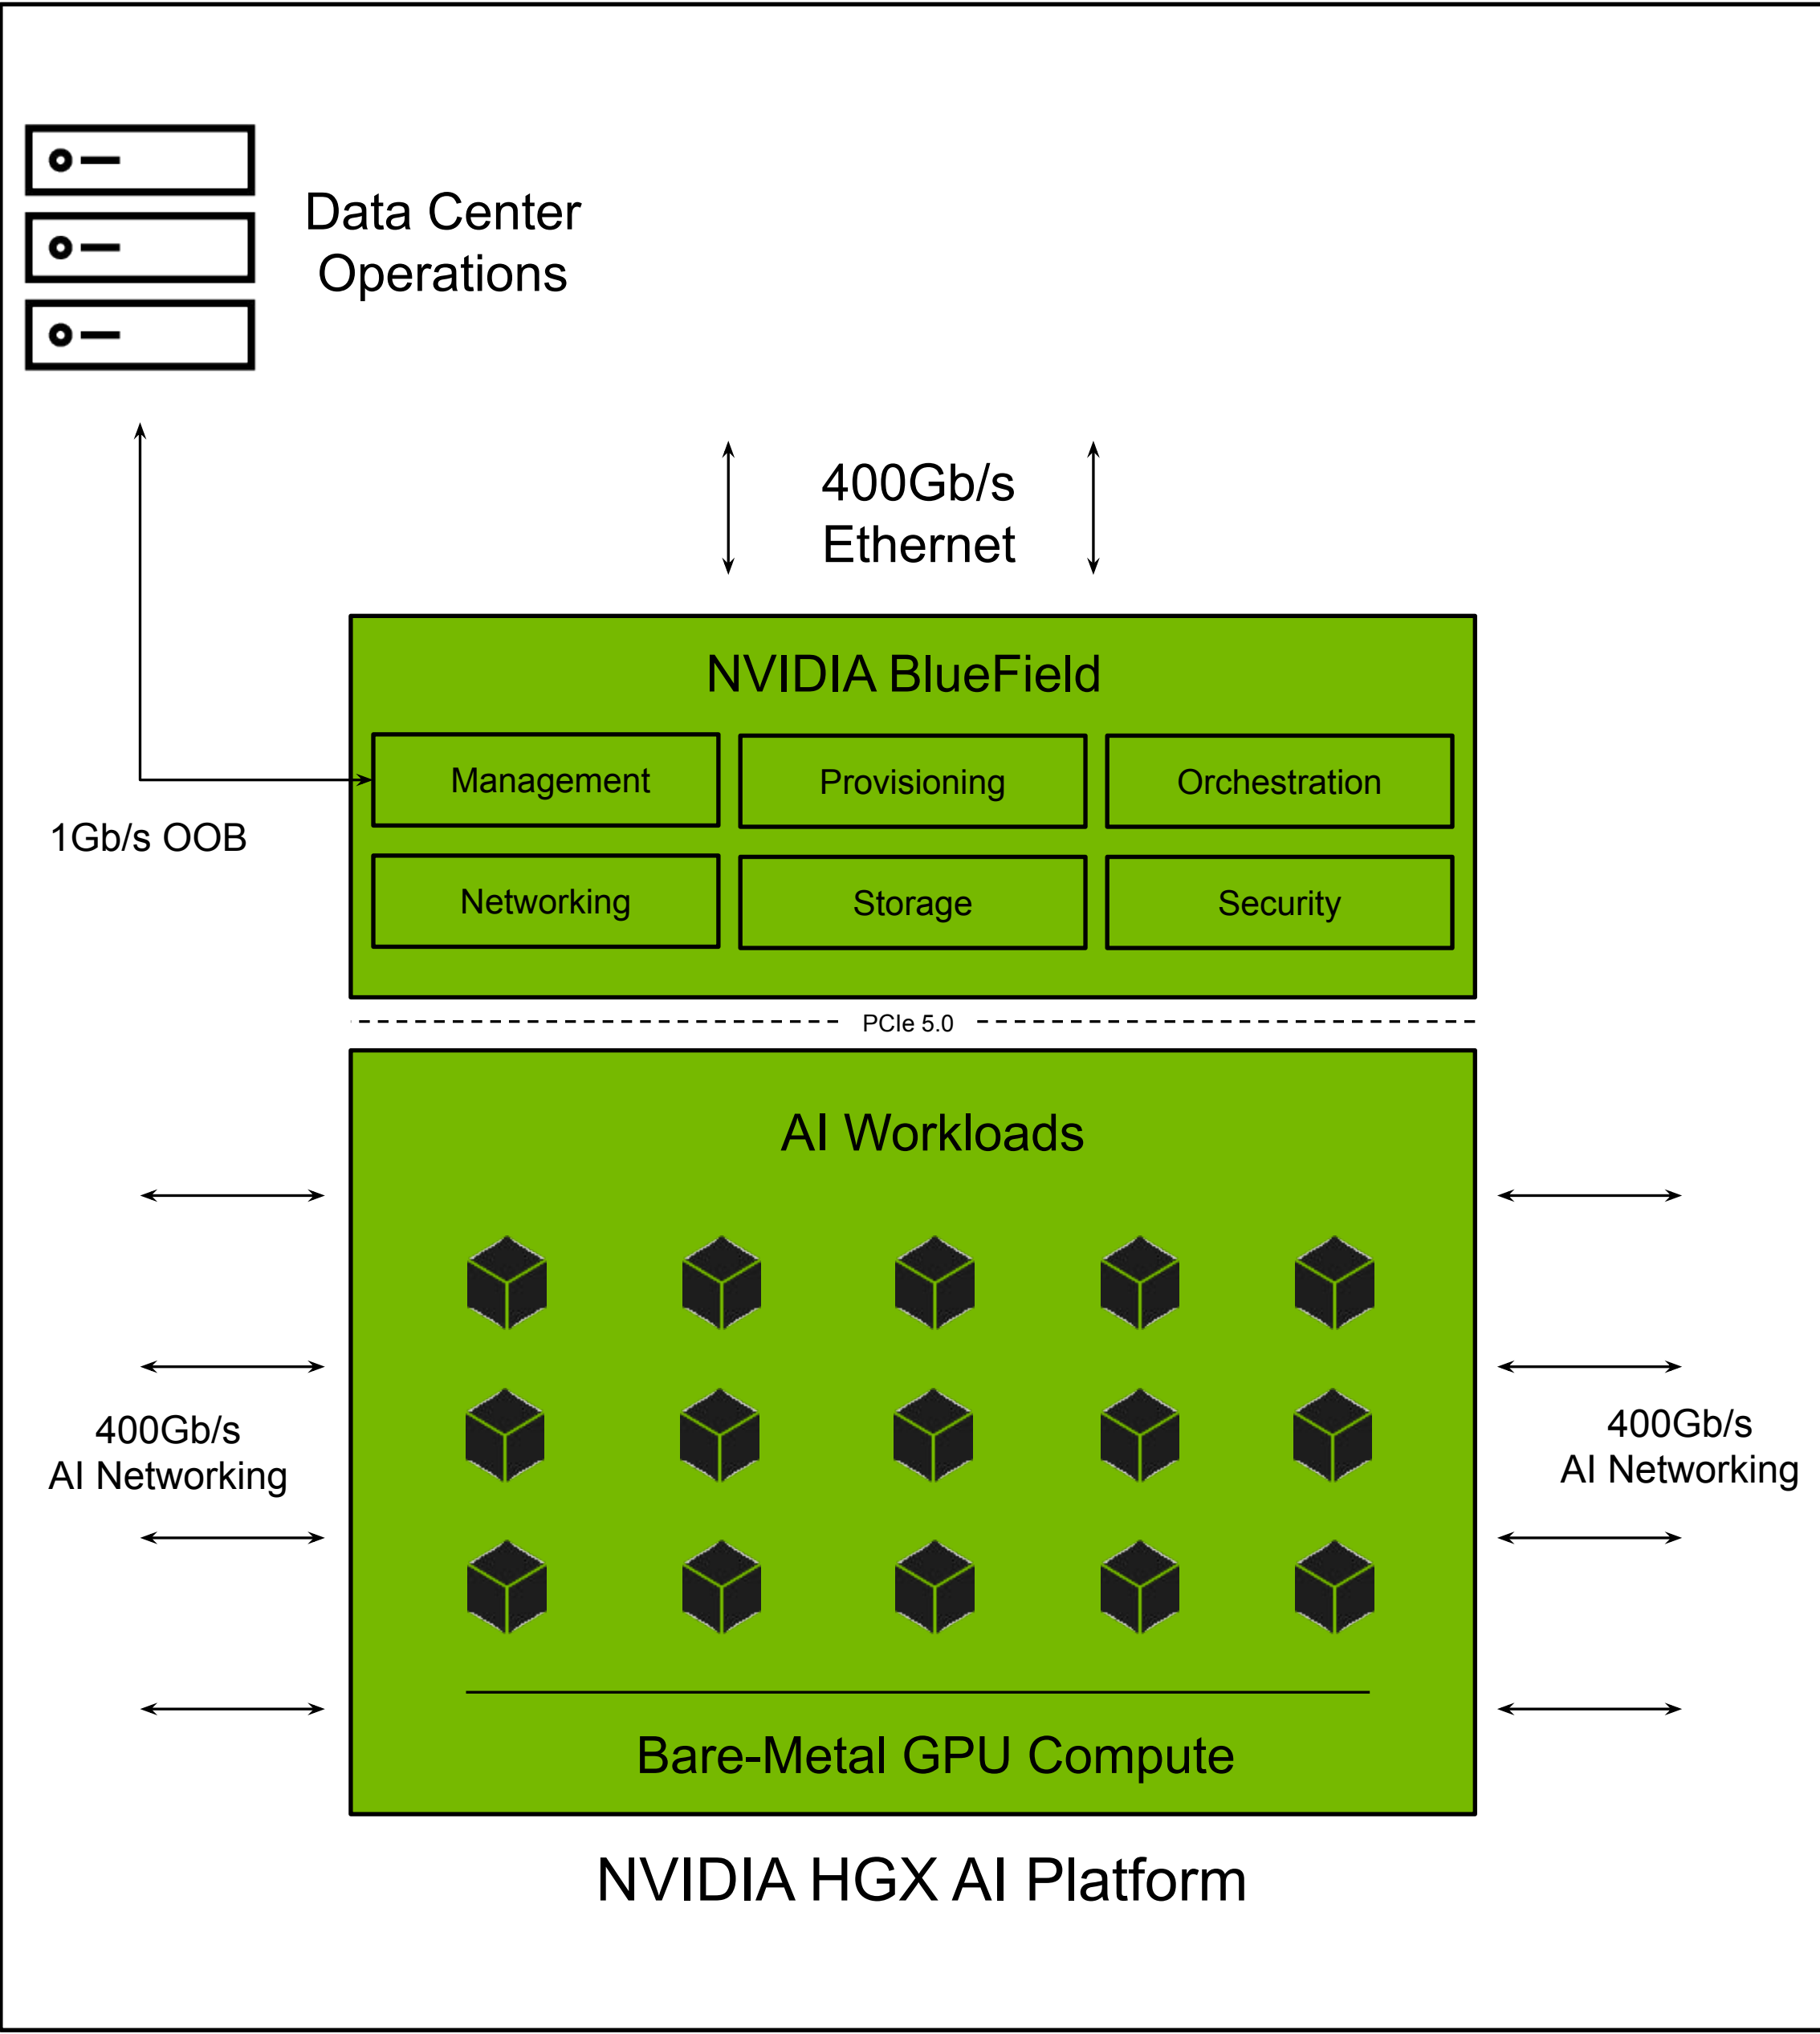 Data Center
Operations
400Gb/s
Ethernet
NVIDIA BlueField
Management
Provisioning
Orchestration
1Gb/s OOB
Networking
Storage
Security
PCIe 5.0
AI Workloads
400Gb/s
AI Networking
400Gb/s
AI Networking
Bare-Metal GPU Compute
NVIDIA HGX AI Platform